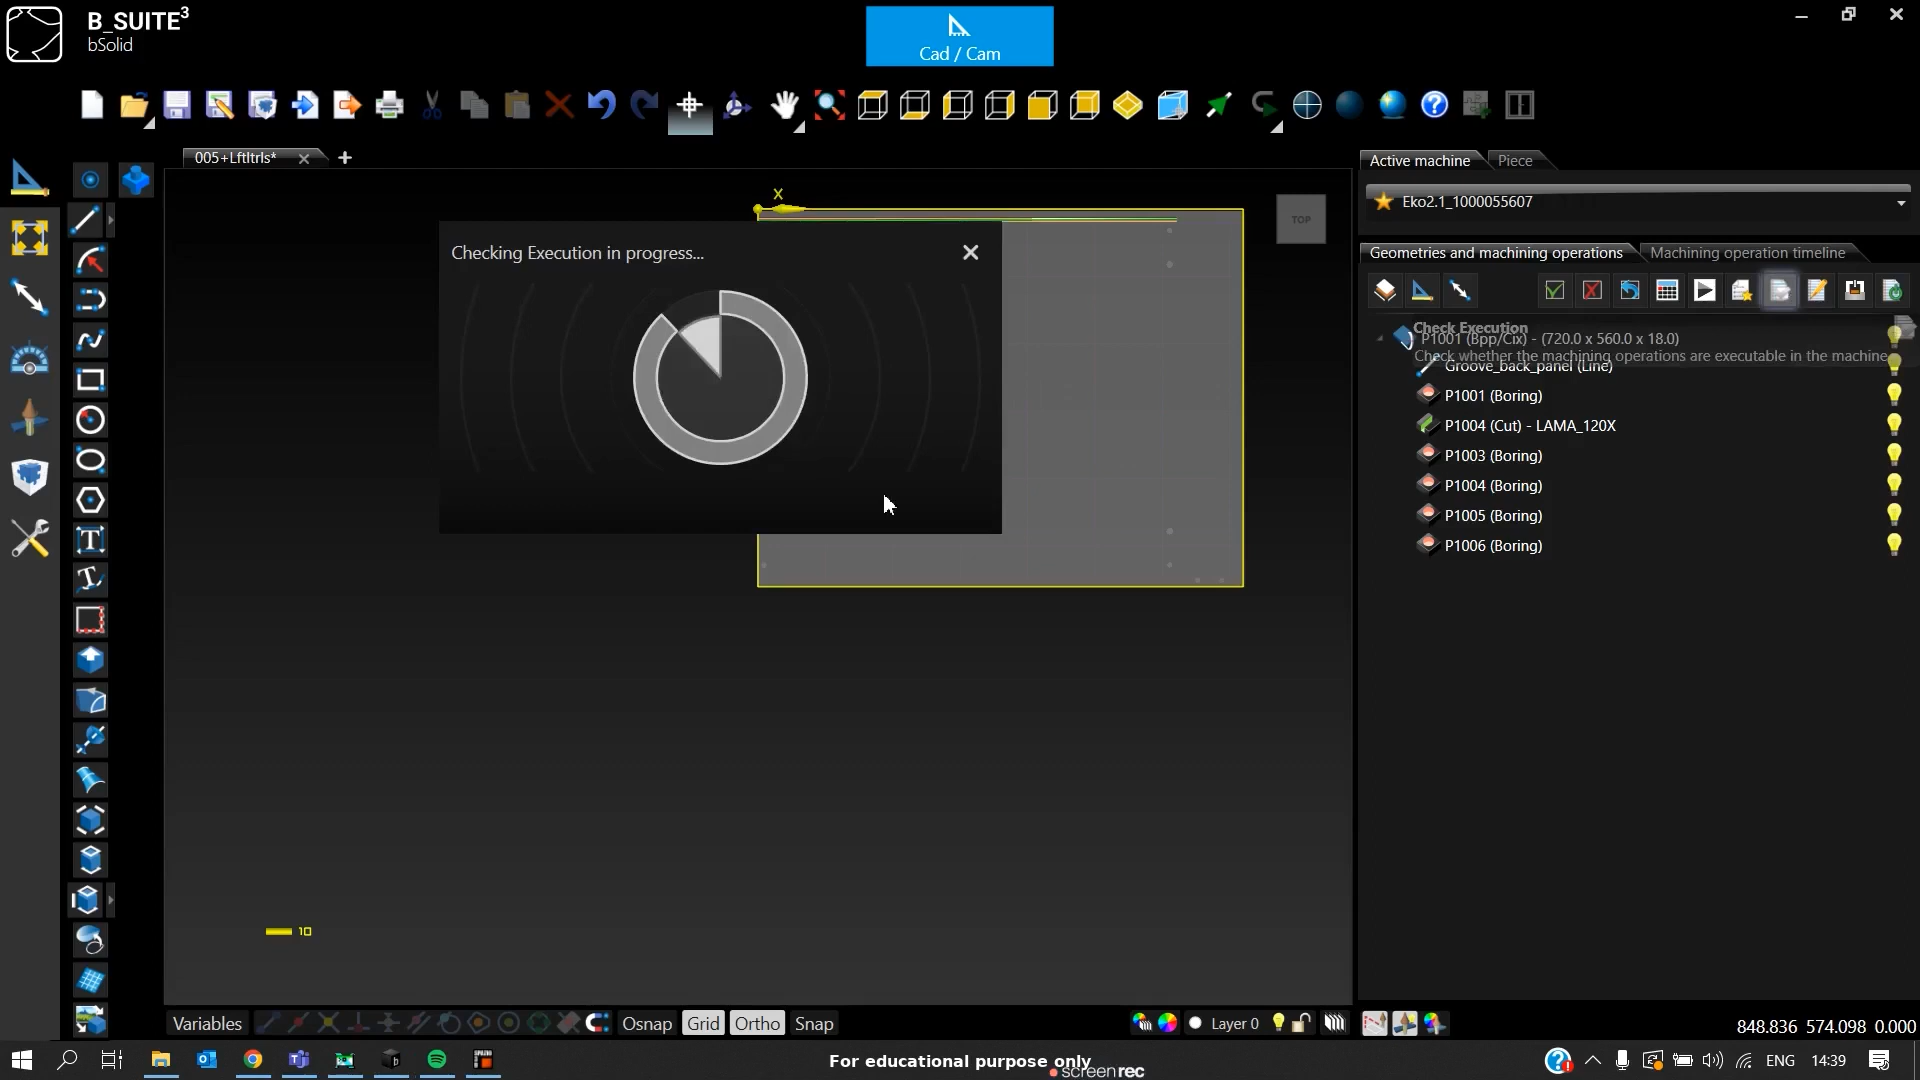 B_SUITE³
bSolid
Cad / Cam
005+LftItrls*
X
TOP
Checking Execution in progress...
10
Active machine
Piece
Eko2.1_1000055607
Geometries and machining operations
Machining operation timeline
Check Execution
P1001 (Bpp/Cix) - (720.0 x 560.0 x 18.0)
Check whether the machining operations are executable in the machine
Groove_back_panel (Line)
P1001 (Boring)
P1004 (Cut) - LAMA_120X
P1003 (Boring)
P1004 (Boring)
P1005 (Boring)
P1006 (Boring)
Variables
Osnap
Grid
Ortho
Snap
Layer 0
848.836 574.098 0.000
For educational purpose only
screenrec
ENG
14:39